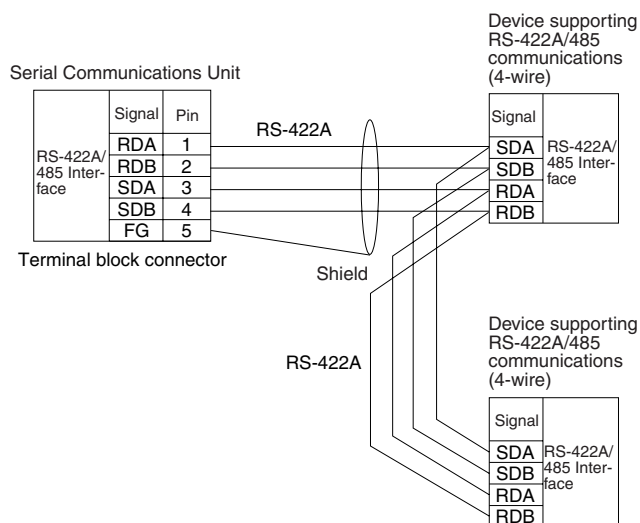 Device supporting
RS-422A/485
communications
(4-wire)
Serial Communications Unit
Signal Pin
RS-422A/
485 Inter-
face
RDA 1
RDB 2
SDA 3
SDB 4
FG 5
Terminal block connector
RS-422A
Shield
Signal
SDA
SDB
RDA
RDB
RS-422A/
485 Inter-
face
RS-422A
Device supporting
RS-422A/485
communications
(4-wire)
Signal
SDA
SDB
RDA
RDB
RS-422A/
485 Inter-
face